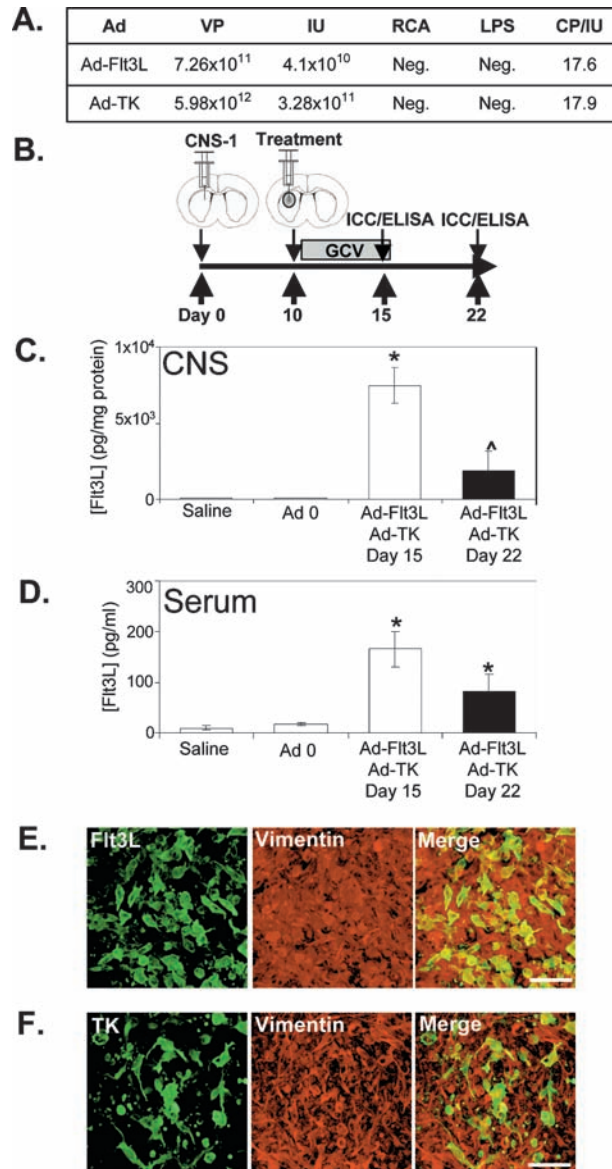 A.
Ad VP IU RCA LPS CP/IU
Ad-Flt3L 7.26x10¹¹ 4.1x10¹⁰ Neg. Neg. 17.6
Ad-TK 5.98x10¹² 3.28x10¹¹ Neg. Neg. 17.9
B.
CNS-1 Treatment
ICC/ELISA ICC/ELISA
GCV
Day 0 10 15 22
C.
CNS
[Flt3L] (pg/mg protein)
1x10⁴
5x10³
0
*
^
Saline Ad 0 Ad-Flt3L Ad-Flt3L
Ad-TK Ad-TK
Day 15 Day 22
D.
Serum
[Flt3L] (pg/ml)
300
200
100
0
*
*
Saline Ad 0 Ad-Flt3L Ad-Flt3L
Ad-TK Ad-TK
Day 15 Day 22
E.
Flt3L Vimentin Merge
F.
TK Vimentin Merge